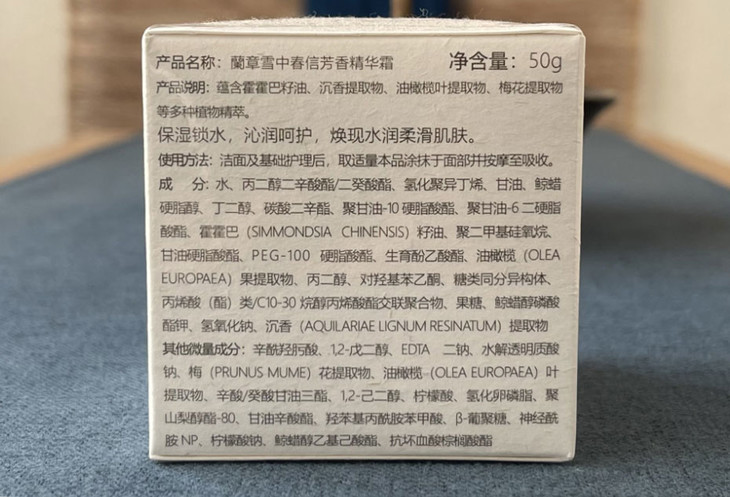 产品名称：蘭章雪中春信芳香精华霜 净含量：50g
产品说明：蕴含霍霍巴籽油、沉香提取物、油橄榄叶提取物、梅花提取物
等多种植物精萃。
保湿锁水，沁润呵护，焕现水润柔滑肌肤。
使用方法：洁面及基础护理后，取适量本品涂抹于面部并按摩至吸收。
成 分：水、丙二醇二辛酸酯/二癸酸酯、氢化聚异丁烯、甘油、鲸蜡
硬脂醇、丁二醇、碳酸二辛酯、聚甘油-10 硬脂酸酯、聚甘油-6 二硬脂
酸酯、霍霍巴（SIMMONDSIA CHINENSIS）籽油、聚二甲基硅氧烷、
甘油硬脂酸酯、PEG-100 硬脂酸酯、生育酚乙酸酯、油橄榄（OLEA
EUROPAEA）果提取物、丙二醇、对羟基苯乙酮、糖类同分异构体、
丙烯酸（酯）类/C10-30 烷醇丙烯酸酯交联聚合物、果糖、鲸蜡醇磷酸
酯钾、氢氧化钠、沉香（AQUILARIAE LIGNUM RESINATUM）提取物
其他微量成分：辛酰羟肟酸、1,2-戊二醇、EDTA 二钠、水解透明质酸
钠、梅（PRUNUS MUME）花提取物、油橄榄（OLEA EUROPAEA）叶
提取物、辛酸/癸酸甘油三酯、1,2-己二醇、柠檬酸、氢化卵磷脂、聚
山梨醇酯-80、甘油辛酸酯、羟苯基丙酰胺苯甲酸、β-葡聚糖、神经酰
胺 NP、柠檬酸钠、鲸蜡醇乙基己酸酯、抗坏血酸棕榈酸酯